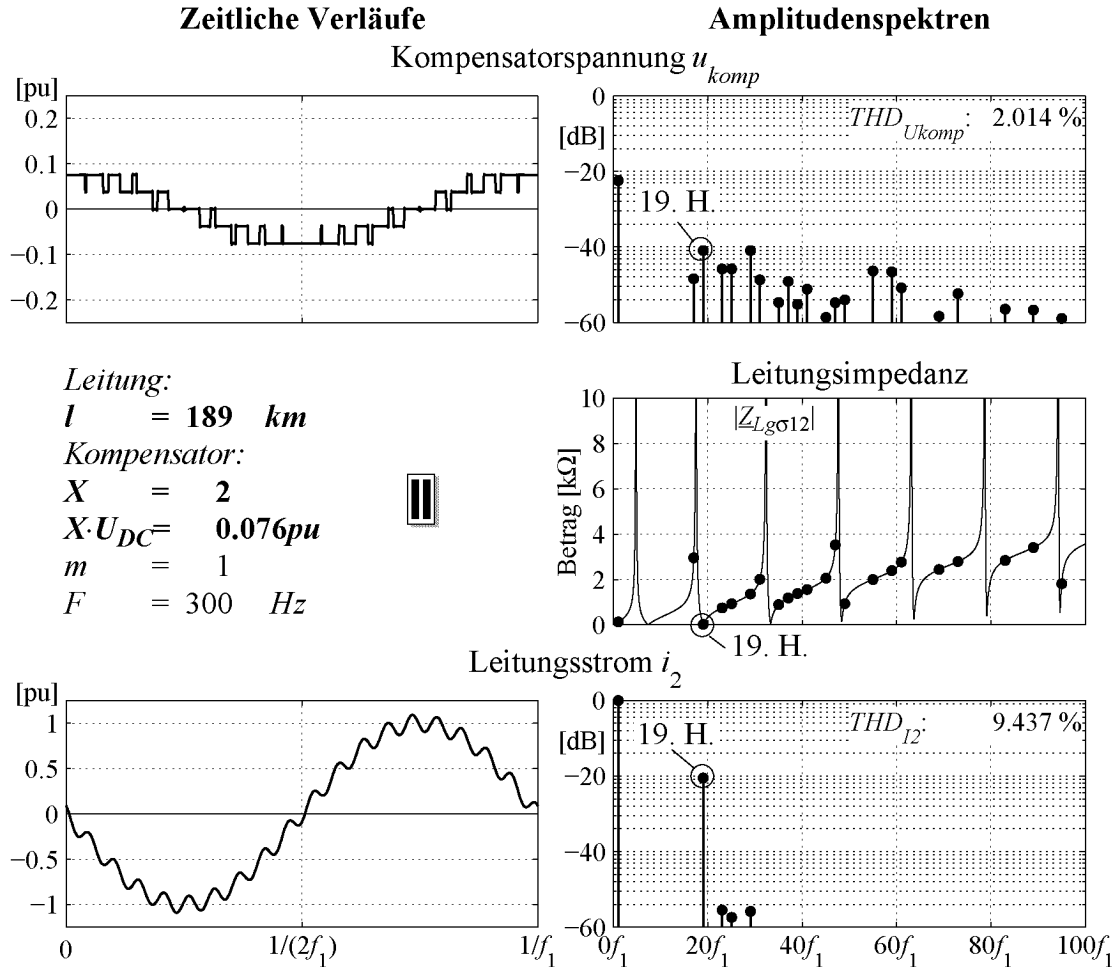 Zeitliche Verläufe
Amplitudenspektren
Kompensatorspannung u_komp
[pu]
0.2
0.1
0
−0.1
−0.2
0
[dB]
−20
−40
−60
THD_Ukomp: 2.014 %
19. H.
Leitung:
l = 189 km
Kompensator:
X = 2
X·U_DC= 0.076pu
m = 1
F = 300 Hz
Leitungsimpedanz
|Z_Lgσ12|
Betrag [kΩ]
10
8
6
4
2
0
19. H.
Leitungsstrom i_2
[pu]
1
0.5
0
−0.5
−1
0
1/(2f_1)
1/f_1
0
[dB]
−20
−40
−60
THD_I2: 9.437 %
19. H.
0f_1
20f_1
40f_1
60f_1
80f_1
100f_1